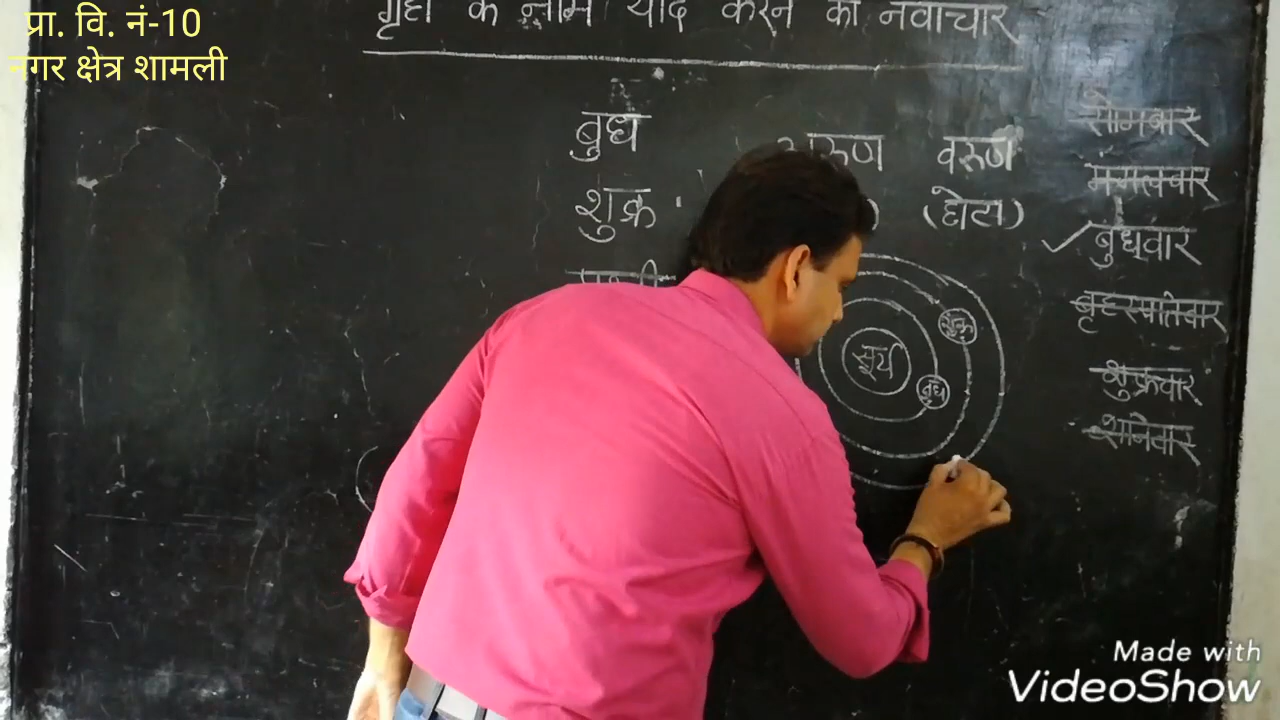 प्रा. वि. नं-10
नगर क्षेत्र शामली
ग्रहों के नाम याद करने का नवाचार
बुध
शुक्र
वरुण
(छोटा)
सोमवार
मंगलवार
बुधवार
बृहस्पतिवार
शुक्रवार
शनिवार
शुक्र
सूर्य
बुध
Made with
VideoShow